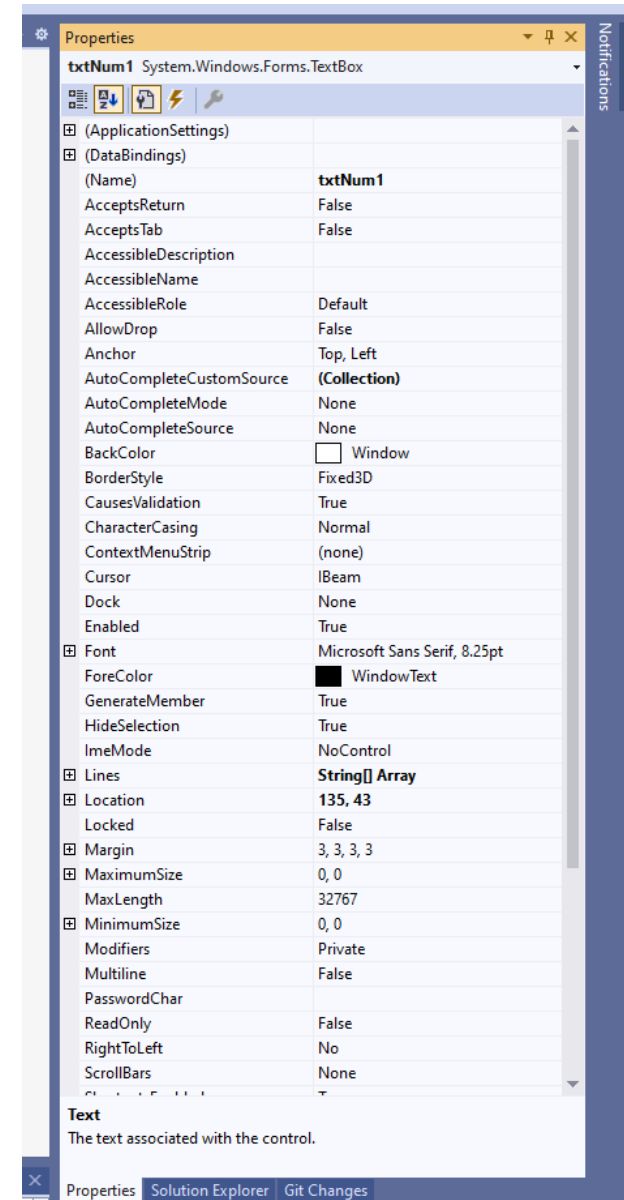 Properties
Notifications
txtNum1 System.Windows.Forms.TextBox
(ApplicationSettings)
(DataBindings)
(Name) txtNum1
AcceptsReturn False
AcceptsTab False
AccessibleDescription
AccessibleName
AccessibleRole Default
AllowDrop False
Anchor Top, Left
AutoCompleteCustomSource (Collection)
AutoCompleteMode None
AutoCompleteSource None
BackColor Window
BorderStyle Fixed3D
CausesValidation True
CharacterCasing Normal
ContextMenuStrip (none)
Cursor IBeam
Dock None
Enabled True
Font Microsoft Sans Serif, 8.25pt
ForeColor WindowText
GenerateMember True
HideSelection True
ImeMode NoControl
Lines String[] Array
Location 135, 43
Locked False
Margin 3, 3, 3, 3
MaximumSize 0, 0
MaxLength 32767
MinimumSize 0, 0
Modifiers Private
Multiline False
PasswordChar
ReadOnly False
RightToLeft No
ScrollBars None
Text
The text associated with the control.
Properties Solution Explorer Git Changes